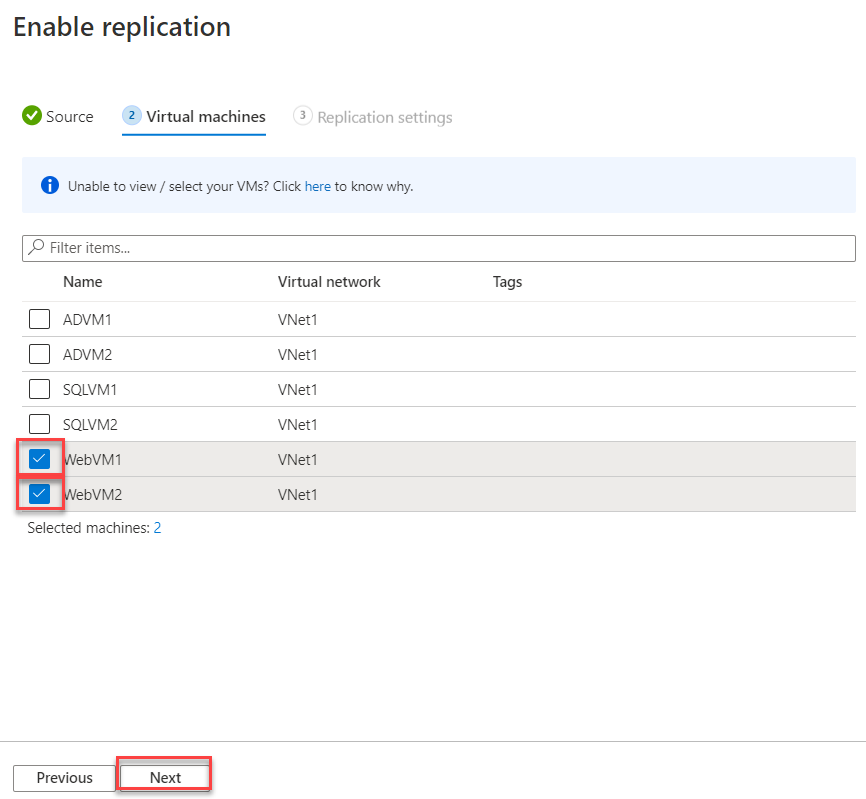 Enable replication
Source 2 Virtual machines 3 Replication settings
Unable to view / select your VMs? Click here to know why.
Filter items...
Name Virtual network Tags
ADVM1 VNet1
ADVM2 VNet1
SQLVM1 VNet1
SQLVM2 VNet1
WebVM1 VNet1
WebVM2 VNet1
Selected machines: 2
Previous Next